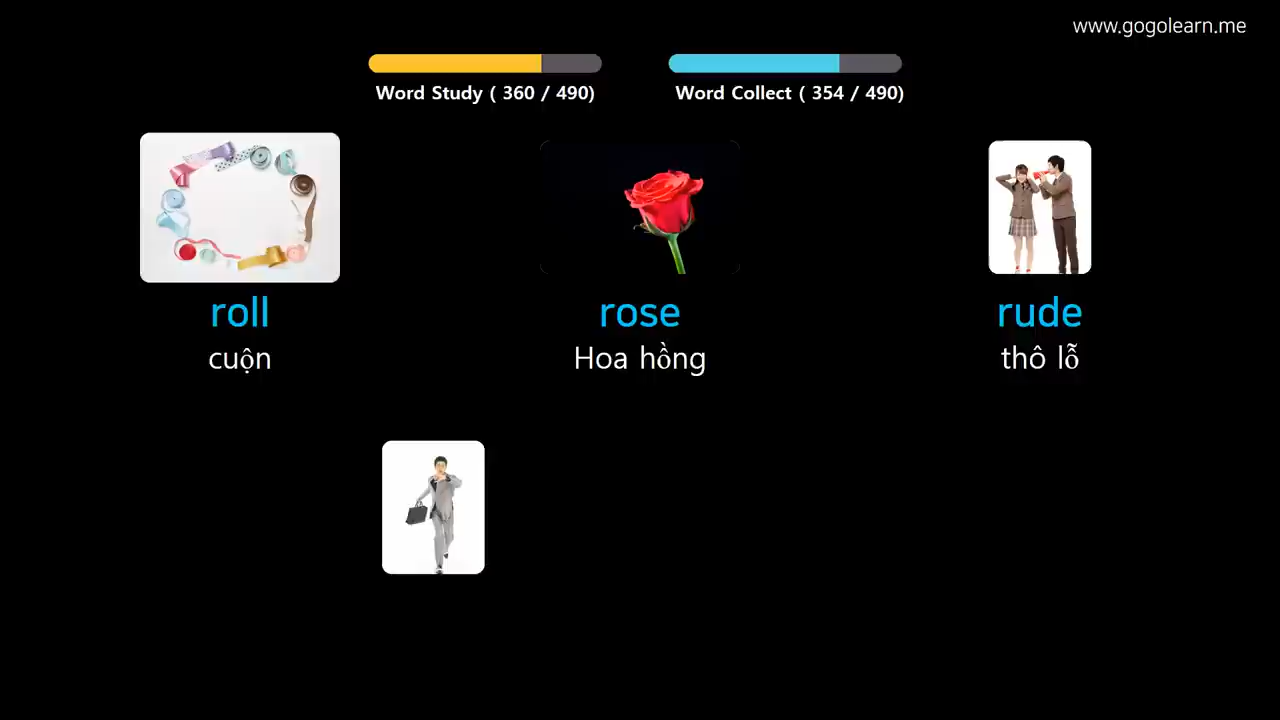 www.gogolearn.me
Word Study ( 360 / 490)
Word Collect ( 354 / 490)
roll
rose
rude
cuộn
Hoa hồng
thô lỗ